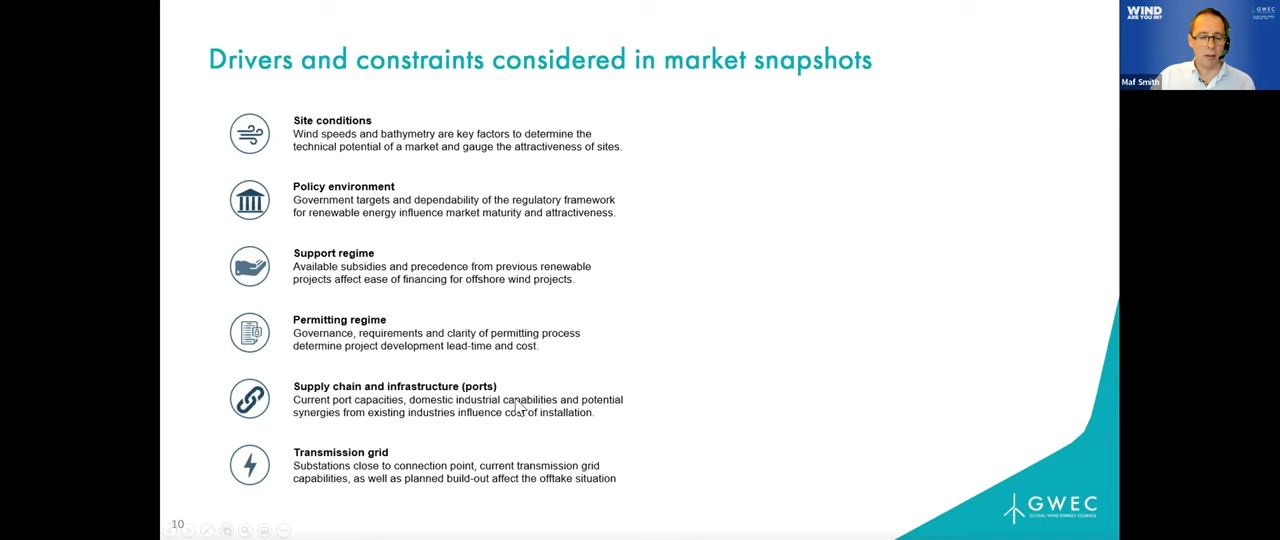 Drivers and constraints considered in market snapshots
Site conditions
Wind speeds and bathymetry are key factors to determine the
technical potential of a market and gauge the attractiveness of sites.
Policy environment
Government targets and dependability of the regulatory framework
for renewable energy influence market maturity and attractiveness.
Support regime
Available subsidies and precedence from previous renewable
projects affect ease of financing for offshore wind projects.
Permitting regime
Governance, requirements and clarity of permitting process
determine project development lead-time and cost.
Supply chain and infrastructure (ports)
Current port capacities, domestic industrial capabilities and potential
synergies from existing industries influence cost of installation.
Transmission grid
Substations close to connection point, current transmission grid
capabilities, as well as planned build-out affect the offtake situation
10
GWEC
GLOBAL WIND ENERGY COUNCIL
WIND
ARE YOU IN?
GWEC
Maf Smith